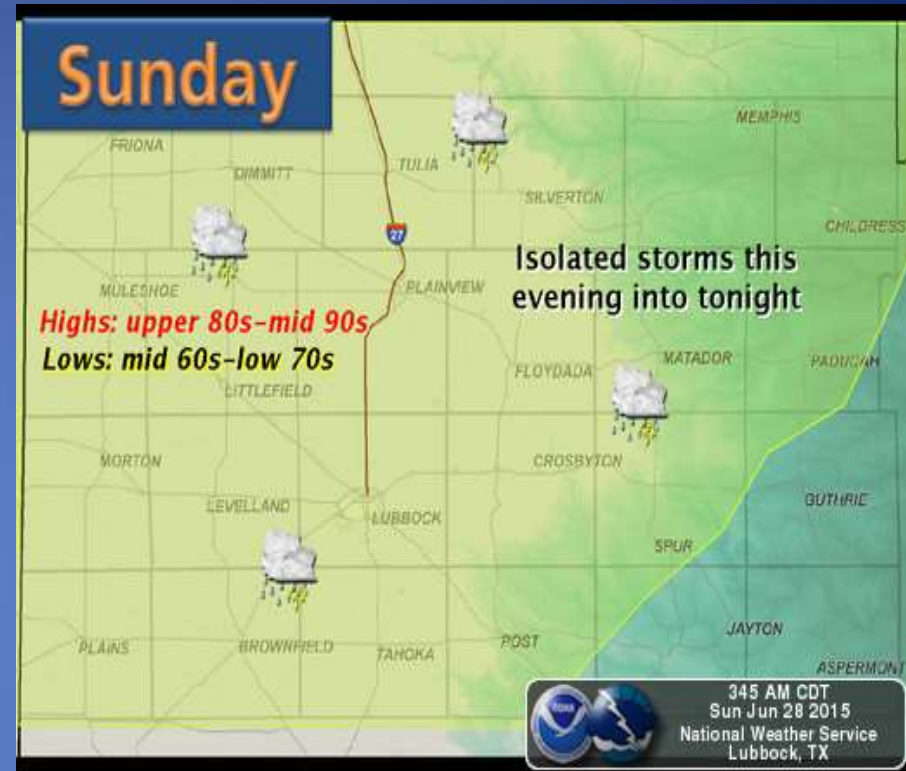 Sunday
MEMPHIS
FRIONA
DIMMITT
TULIA
SILVERTON
CHILDRESS
27
Isolated storms this
evening into tonight
MULESHOE
PLAINVIEW
Highs: upper 80s-mid 90s
Lows: mid 60s-low 70s
FLOYDADA
MATADOR
PADUCAH
LITTLEFIELD
MORTON
CROSBYTON
LEVELLAND
LUBBOCK
GUTHRIE
SPUR
PLAINS
BROWNFIELD
TAHOKA
POST
JAYTON
ASPERMONT
345 AM CDT
Sun Jun 28 2015
National Weather Service
Lubbock, TX